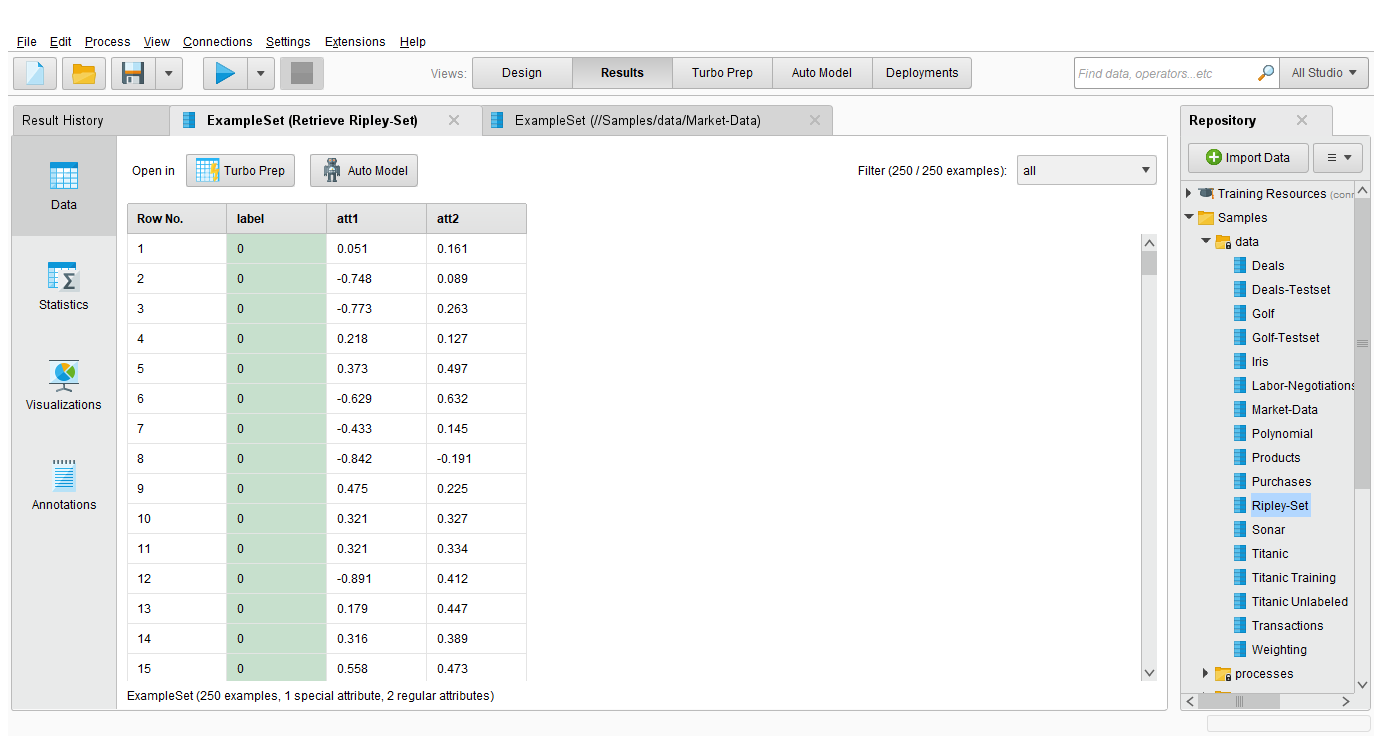 File Edit Process View Connections Settings Extensions Help
Views: Design Results Turbo Prep Auto Model Deployments Find data, operators...etc All Studio
Result History ExampleSet (Retrieve Ripley-Set) ExampleSet (//Samples/data/Market-Data)
Data
Statistics
Visualizations
Annotations
Open in Turbo Prep Auto Model Filter (250 / 250 examples): all
Row No. label att1 att2
1 0 0.051 0.161
2 0 -0.748 0.089
3 0 -0.773 0.263
4 0 0.218 0.127
5 0 0.373 0.497
6 0 -0.629 0.632
7 0 -0.433 0.145
8 0 -0.842 -0.191
9 0 0.475 0.225
10 0 0.321 0.327
11 0 0.321 0.334
12 0 -0.891 0.412
13 0 0.179 0.447
14 0 0.316 0.389
15 0 0.558 0.473
ExampleSet (250 examples, 1 special attribute, 2 regular attributes)
Repository
Import Data
Training Resources (conn
Samples
data
Deals
Deals-Testset
Golf
Golf-Testset
Iris
Labor-Negotiations
Market-Data
Polynomial
Products
Purchases
Ripley-Set
Sonar
Titanic
Titanic Training
Titanic Unlabeled
Transactions
Weighting
processes